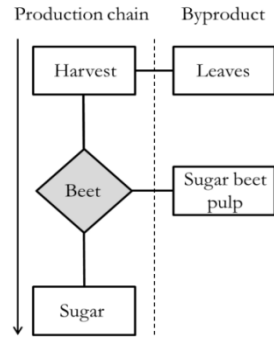 Production chain
Byproduct
Harvest
Leaves
Beet
Sugar beet
pulp
Sugar